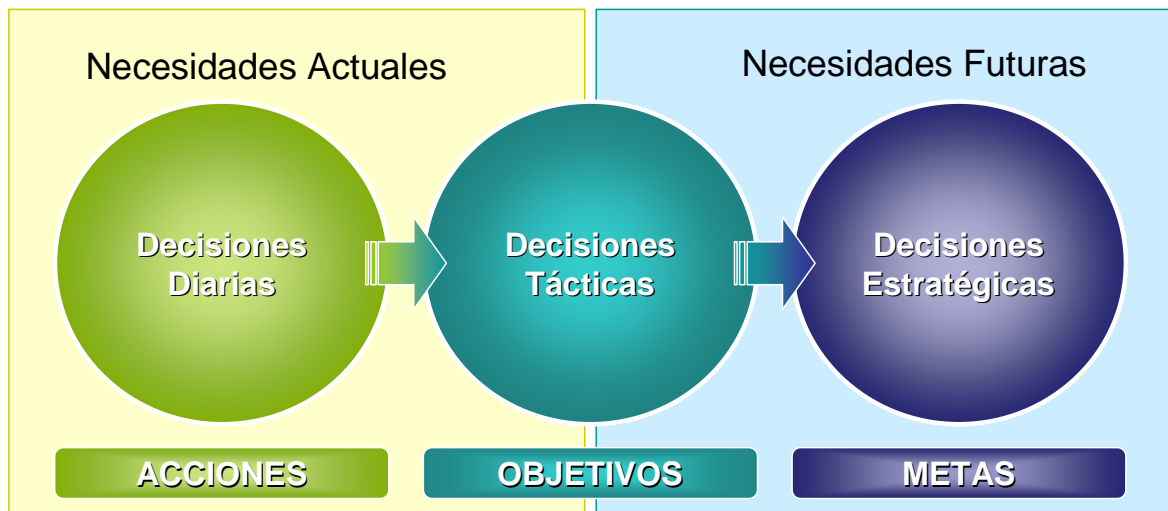 Necesidades Actuales
Necesidades Futuras
Decisiones
Diarias
Decisiones
Tácticas
Decisiones
Estratégicas
ACCIONES
OBJETIVOS
METAS